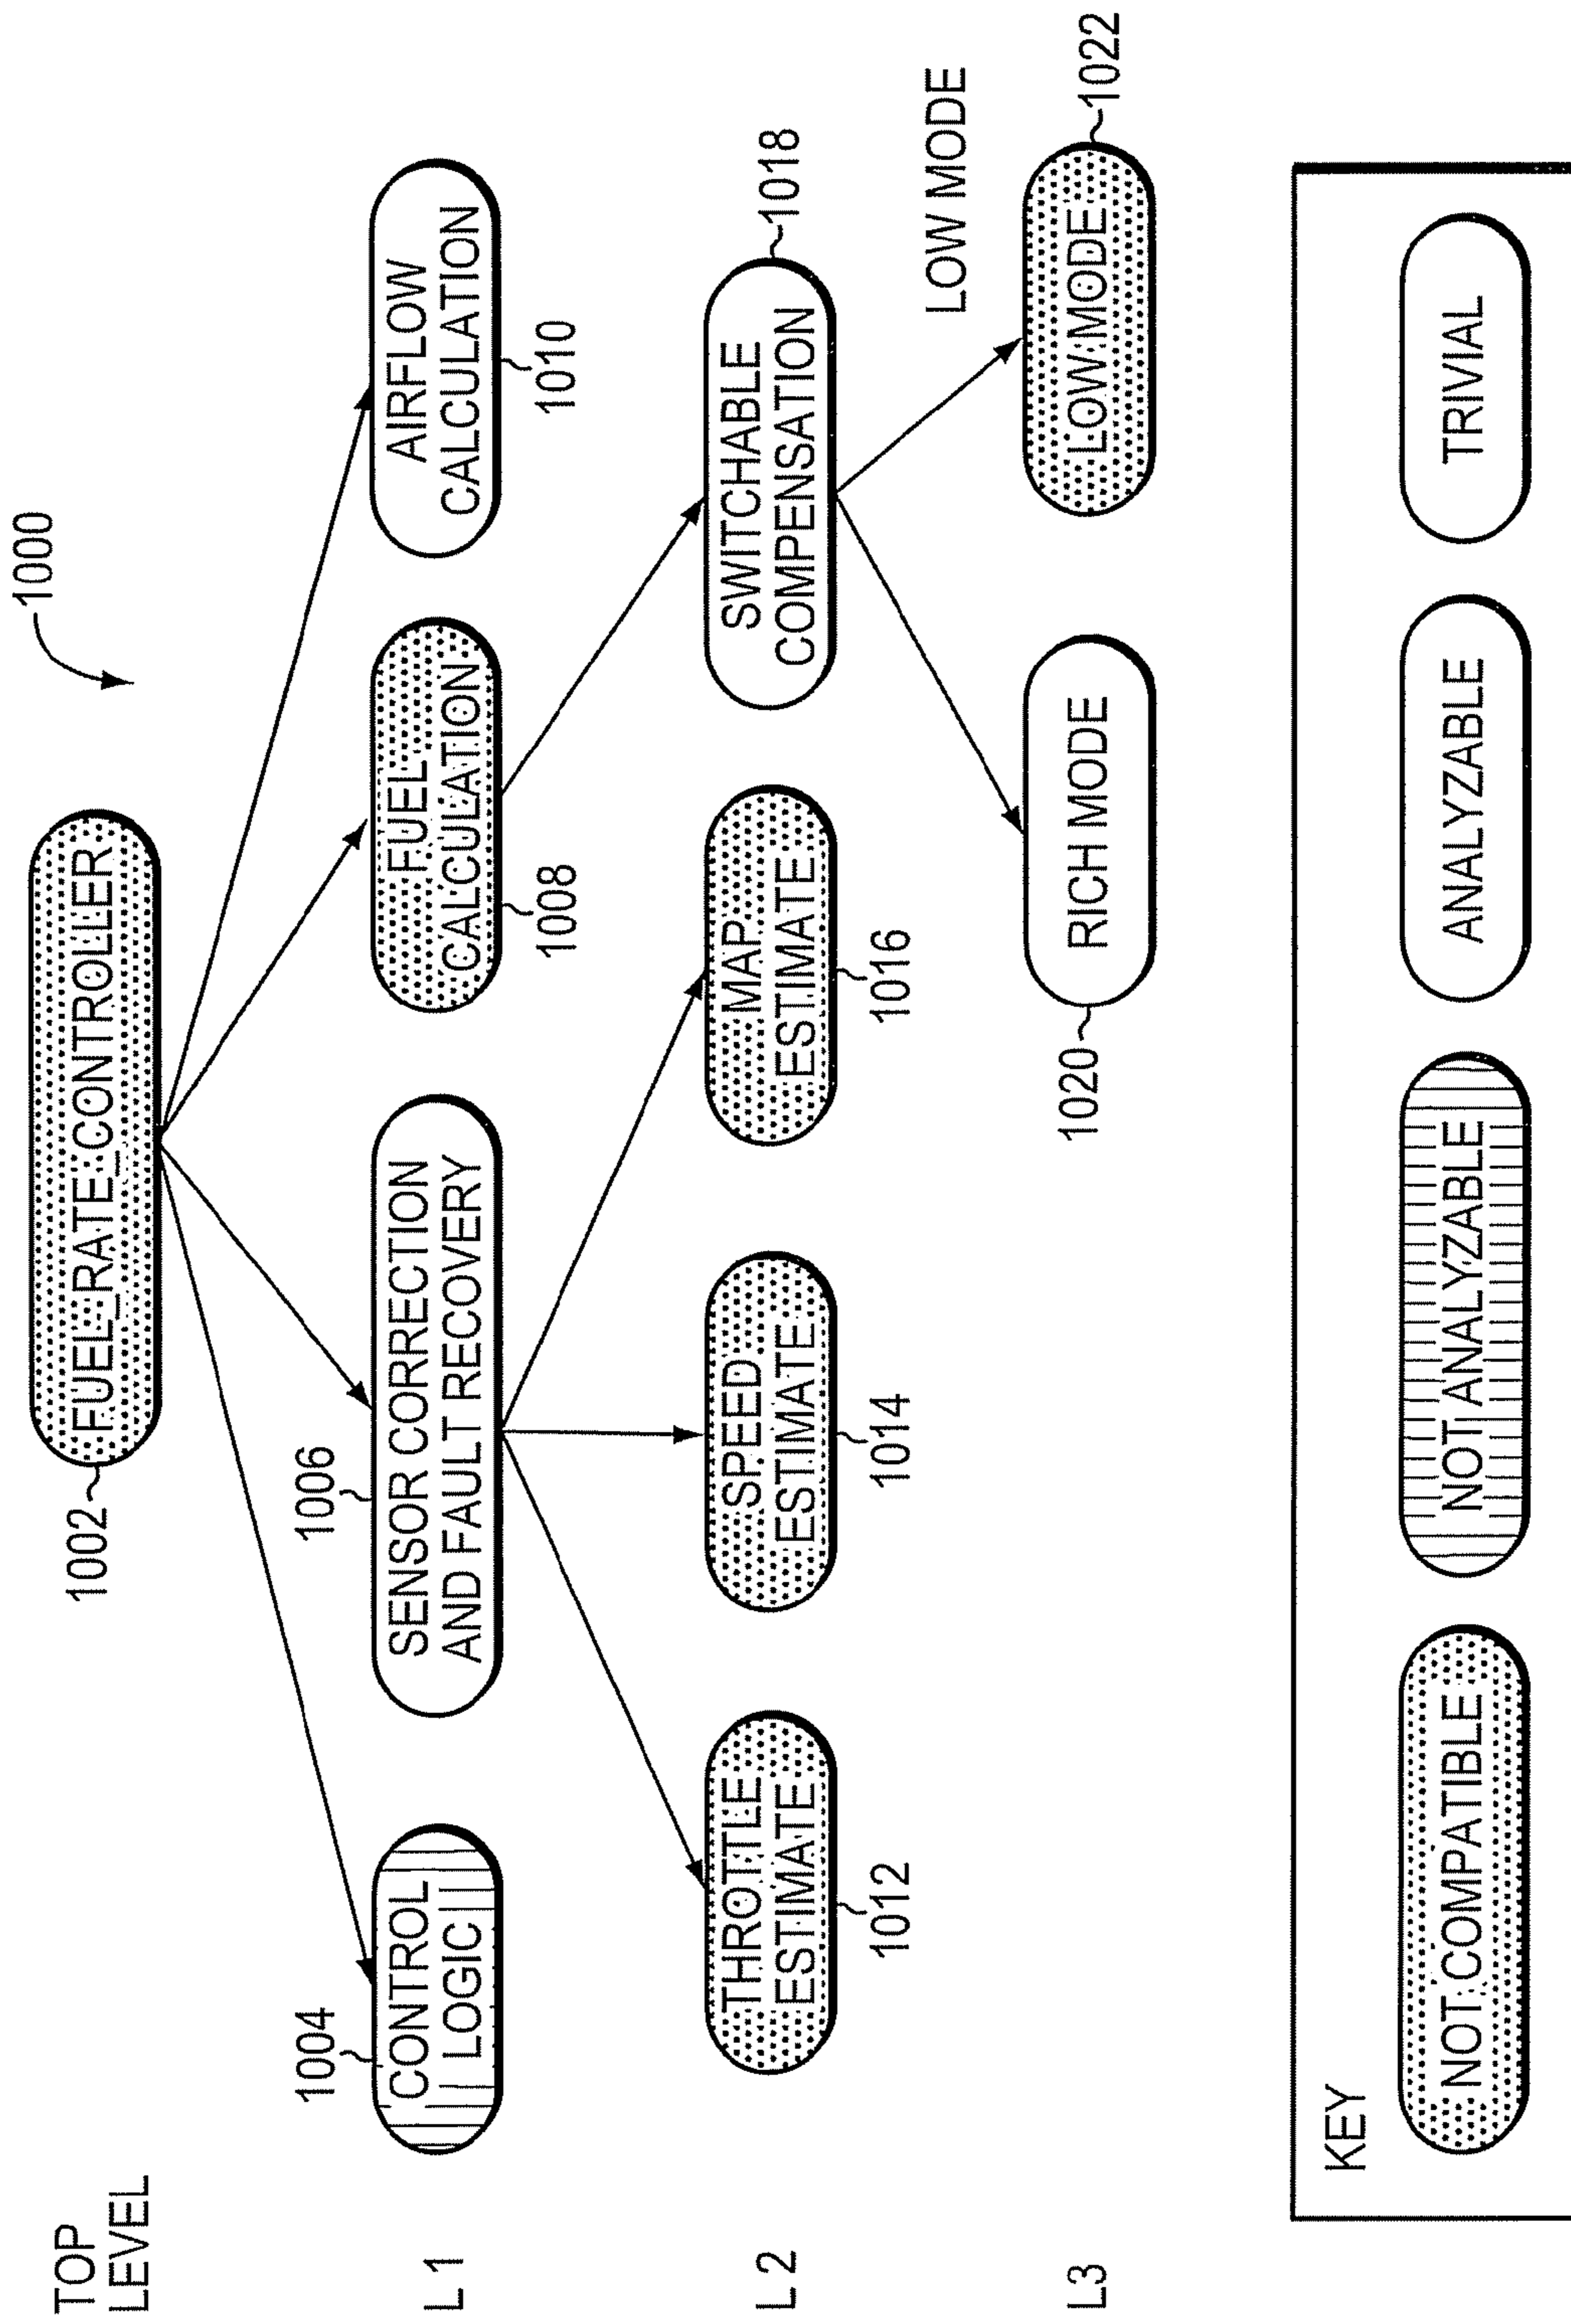 1000
TOP
LEVEL
1002
FUEL_RATE_CONTROLLER
L1
1004
CONTROL
LOGIC
1006
SENSOR CORRECTION
AND FAULT RECOVERY
FUEL
CALCULATION
1008
AIRFLOW
CALCULATION
1010
L2
THROTTLE
ESTIMATE
1012
SPEED
ESTIMATE
1014
MAP
ESTIMATE
1016
SWITCHABLE
COMPENSATION
1018
LOW MODE
L3
1020
RICH MODE
LOW MODE
1022
KEY
NOT COMPATIBLE
NOT ANALYZABLE
ANALYZABLE
TRIVIAL